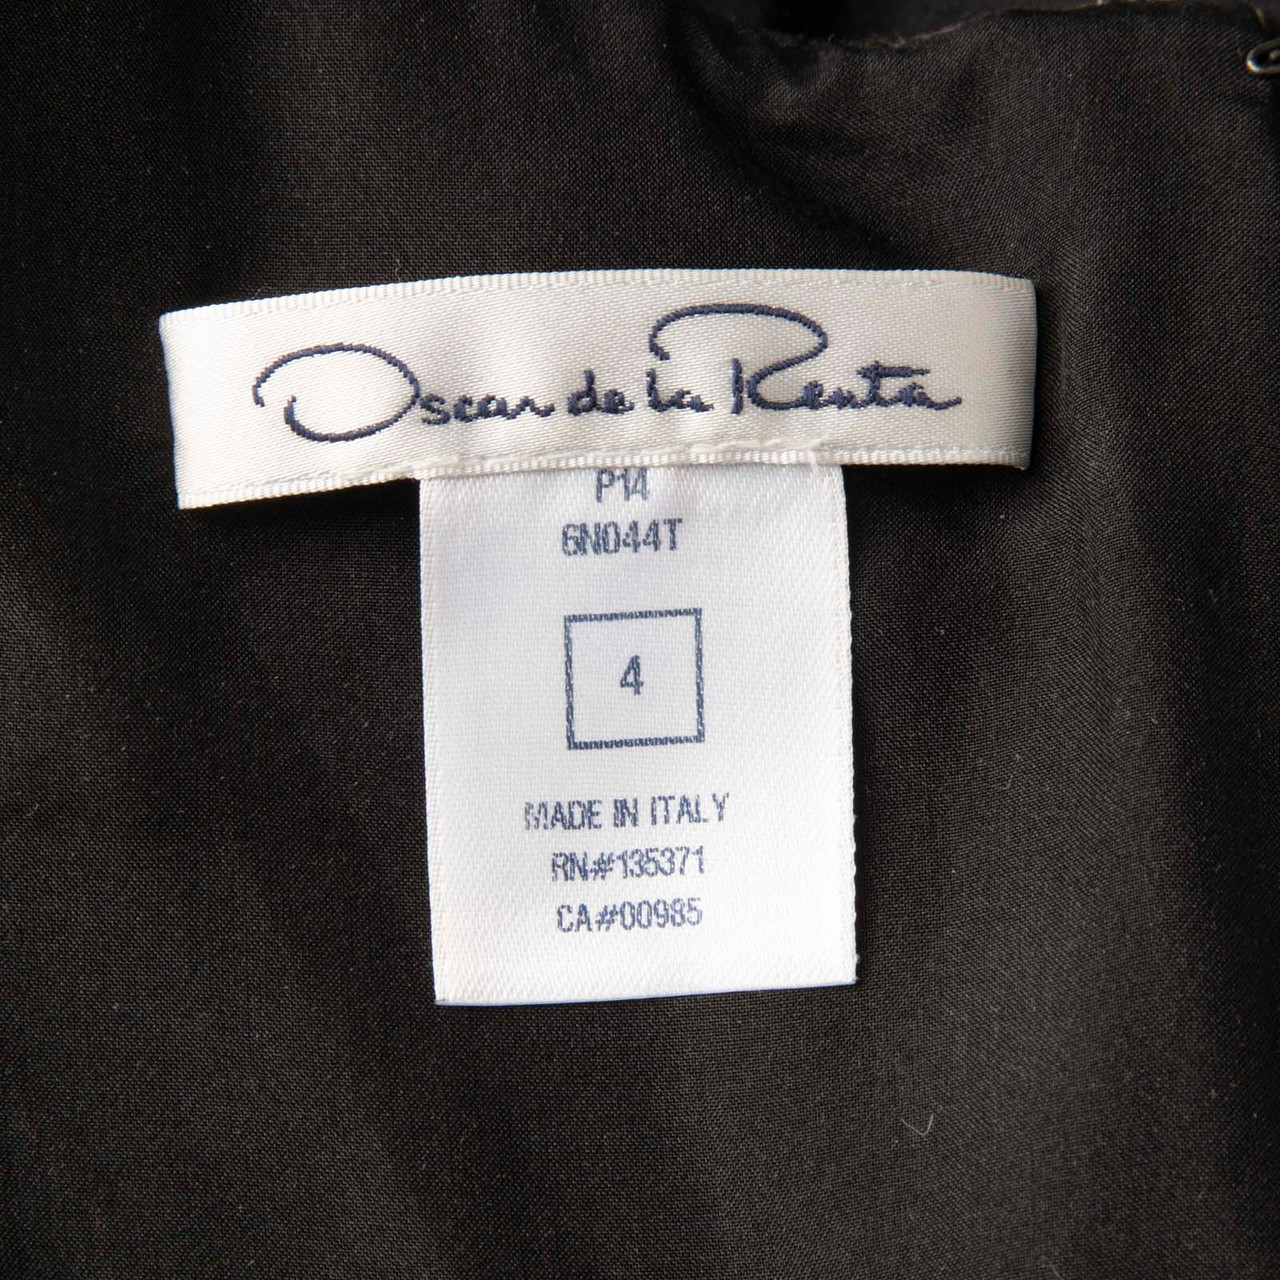 Oscar de la Renta
P14
6N044T
4
MADE IN ITALY
RN#135371
CA#00985